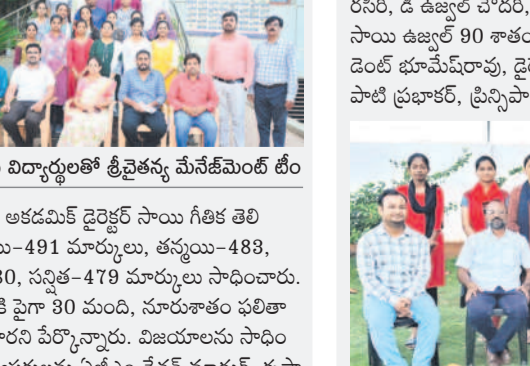 విద్యార్థులతో శ్రీచైతన్య మేనేజ్‌మెంట్ టీం
అకడమిక్ డైరెక్టర్ సాయి గీతిక తెలి
యి-491 మార్కులు, తన్మయి-483,
30, సన్షిత-479 మార్కులు సాధించారు.
కి పైగా 30 మంది, నూరుశాతం ఫలితా
రని పేర్కొన్నారు. విజయాలను సాధిం
రసిరి, డి ఉజ్వల్ చౌదరి,
సాయి ఉజ్వల్ 90 శాతం
డెంట్ భూమేష్‌రావు, డైరె
పాటి ప్రభాకర్, ప్రిన్సిపా